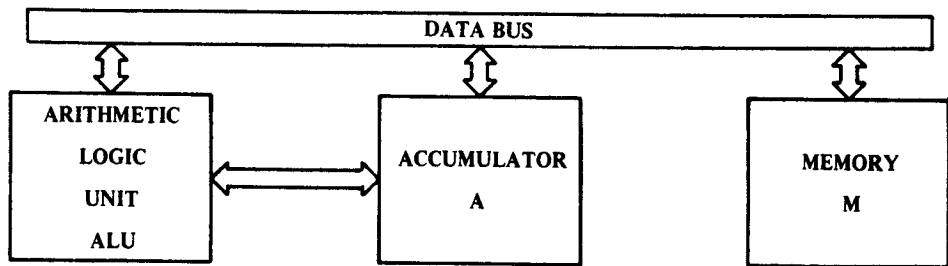 DATA BUS
ARITHMETIC
LOGIC
UNIT
ALU
ACCUMULATOR
A
MEMORY
M